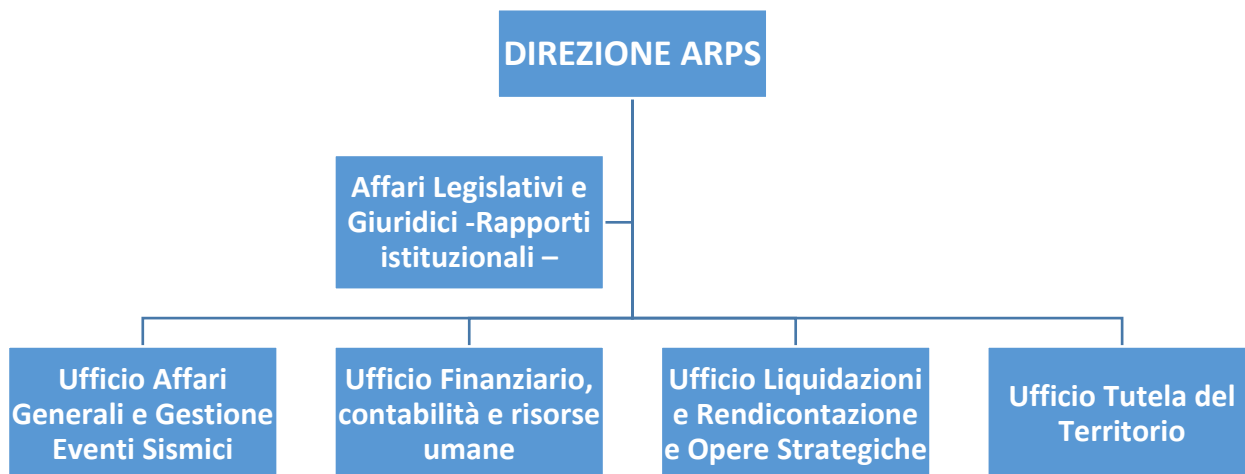 DIREZIONE ARPS
Affari Legislativi e
Giuridici -Rapporti
istituzionali –
Ufficio Affari
Generali e Gestione
Eventi Sismici
Ufficio Finanziario,
contabilità e risorse
umane
Ufficio Liquidazioni
e Rendicontazione
e Opere Strategiche
Ufficio Tutela del
Territorio